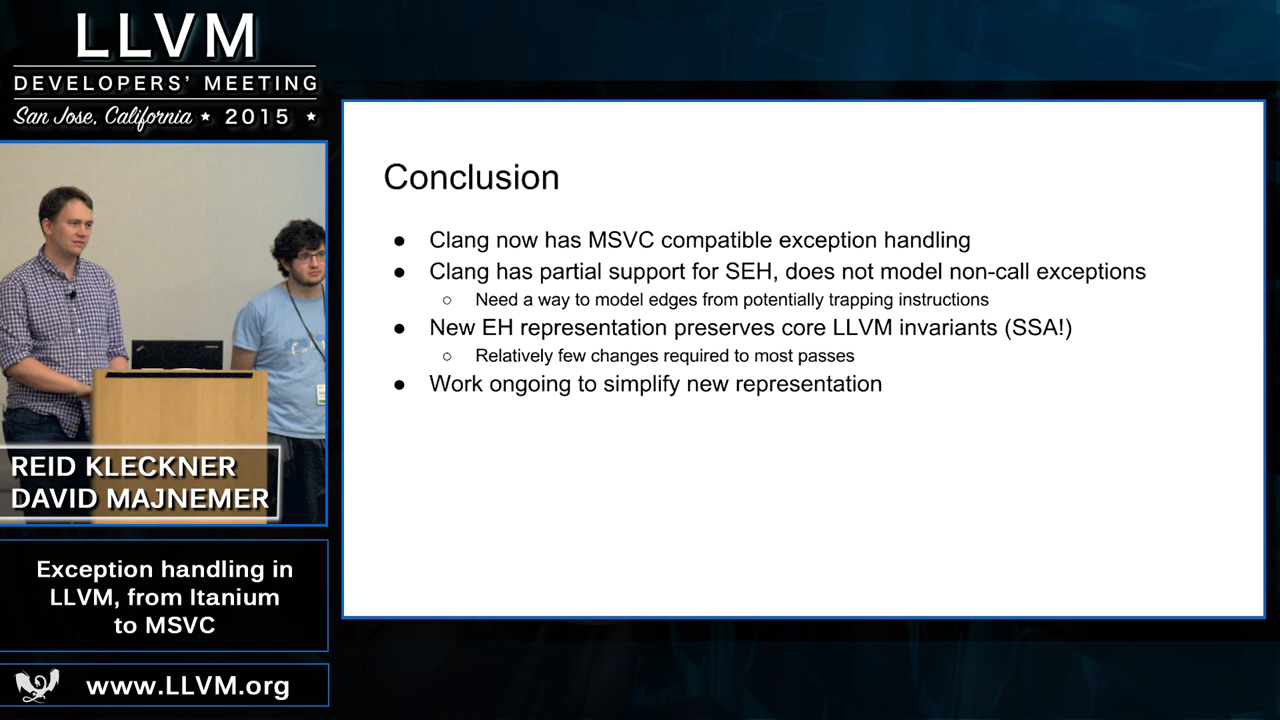 LLVM
DEVELOPERS' MEETING
San Jose, California ★ 2015 ★
REID KLECKNER
DAVID MAJNEMER
Exception handling in
LLVM, from Itanium
to MSVC
www.LLVM.org
Conclusion
● Clang now has MSVC compatible exception handling
● Clang has partial support for SEH, does not model non-call exceptions
○ Need a way to model edges from potentially trapping instructions
● New EH representation preserves core LLVM invariants (SSA!)
○ Relatively few changes required to most passes
● Work ongoing to simplify new representation